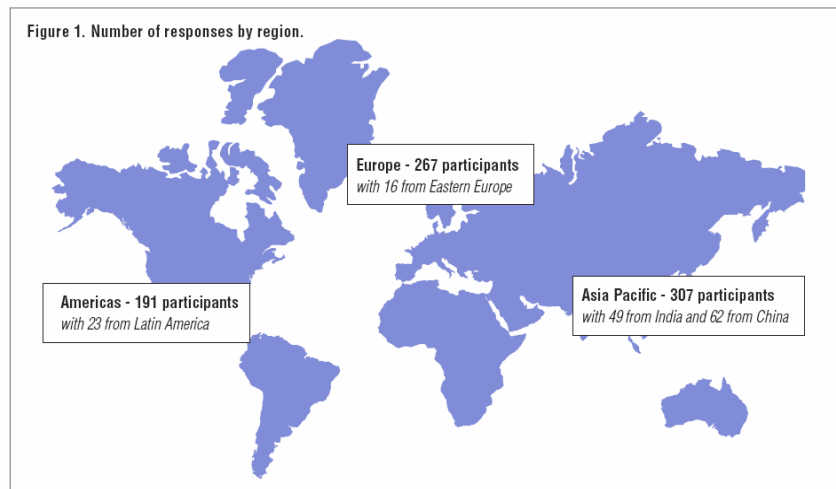 Figure 1. Number of responses by region.
Europe - 267 participants
with 16 from Eastern Europe
Americas - 191 participants
with 23 from Latin America
Asia Pacific - 307 participants
with 49 from India and 62 from China